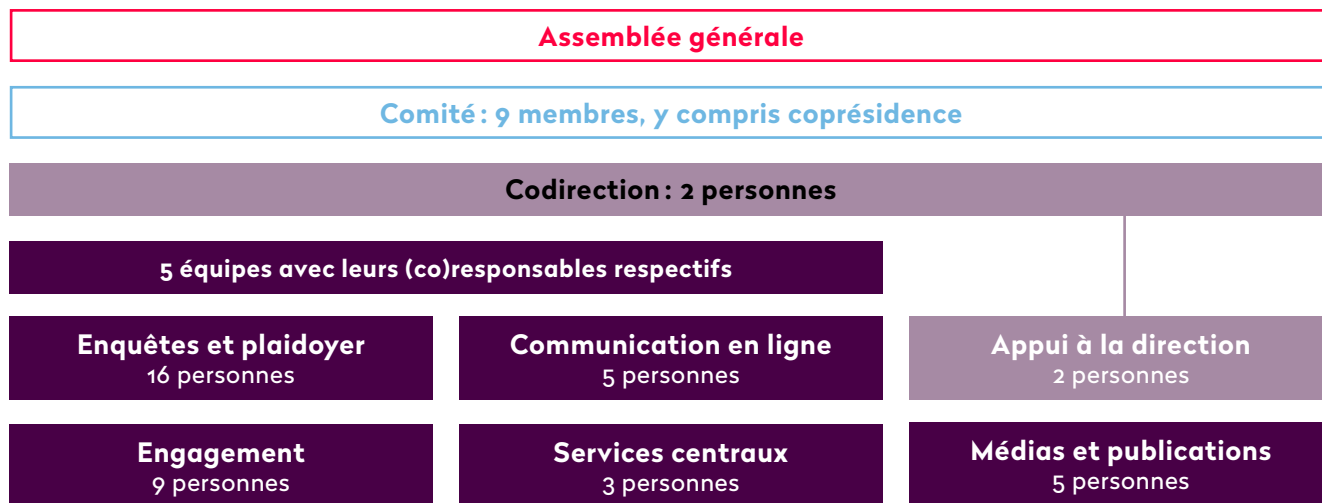 Assemblée générale
Comité : 9 membres, y compris coprésidence
Codirection : 2 personnes
5 équipes avec leurs (co)responsables respectifs
Enquêtes et plaidoyer
16 personnes
Communication en ligne
5 personnes
Appui à la direction
2 personnes
Engagement
9 personnes
Services centraux
3 personnes
Médias et publications
5 personnes